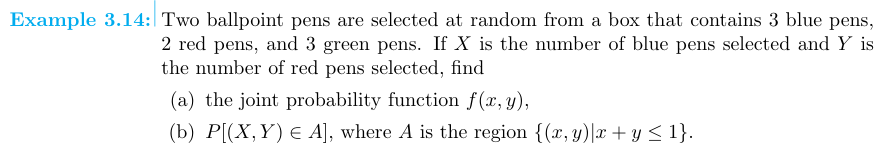 Example 3.14: Two ballpoint pens are selected at random from a box that contains 3 blue pens,
2 red pens, and 3 green pens. If X is the number of blue pens selected and Y is
the number of red pens selected, find
(a) the joint probability function f(x, y),
(b) P[(X, Y) ∈ A], where A is the region {(x, y)|x + y ≤ 1}.